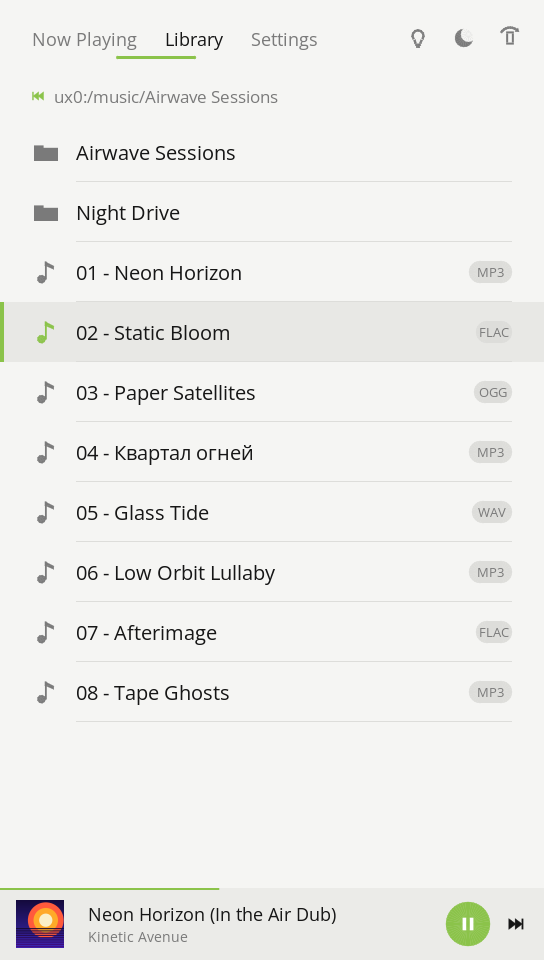 Now Playing Library Settings
ux0:/music/Airwave Sessions
Airwave Sessions
Night Drive
01 - Neon Horizon MP3
02 - Static Bloom FLAC
03 - Paper Satellites OGG
04 - Квартал огней MP3
05 - Glass Tide WAV
06 - Low Orbit Lullaby MP3
07 - Afterimage FLAC
08 - Tape Ghosts MP3
Neon Horizon (In the Air Dub)
Kinetic Avenue